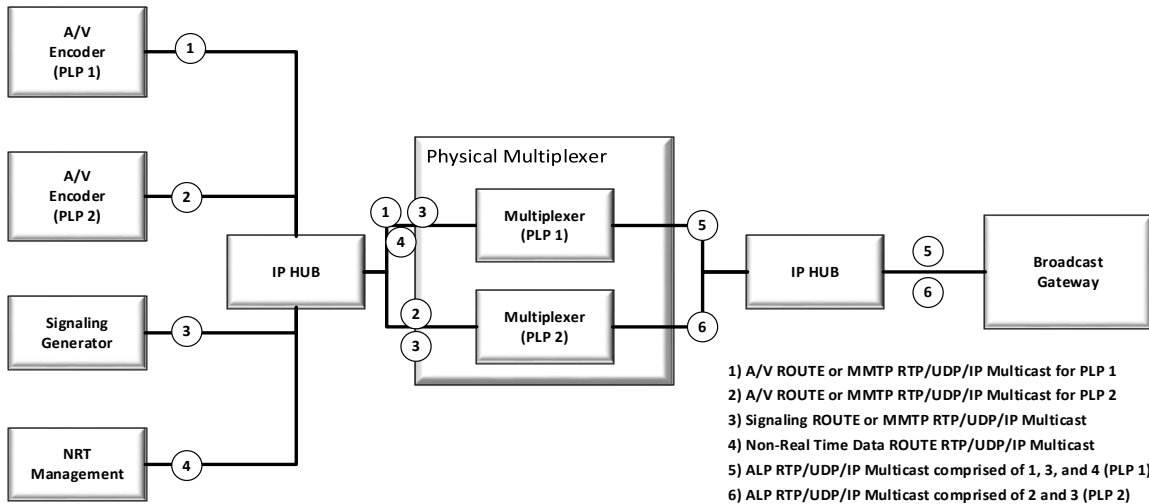 A/V
Encoder
(PLP 1)
1
A/V
Encoder
(PLP 2)
2
Signaling
Generator
3
NRT
Management
4
IP HUB
Physical Multiplexer
1
3
4
Multiplexer
(PLP 1)
2
3
Multiplexer
(PLP 2)
5
6
IP HUB
5
6
Broadcast
Gateway
1) A/V ROUTE or MMTP RTP/UDP/IP Multicast for PLP 1
2) A/V ROUTE or MMTP RTP/UDP/IP Multicast for PLP 2
3) Signaling ROUTE or MMTP RTP/UDP/IP Multicast
4) Non-Real Time Data ROUTE RTP/UDP/IP Multicast
5) ALP RTP/UDP/IP Multicast comprised of 1, 3, and 4 (PLP 1)
6) ALP RTP/UDP/IP Multicast comprised of 2 and 3 (PLP 2)